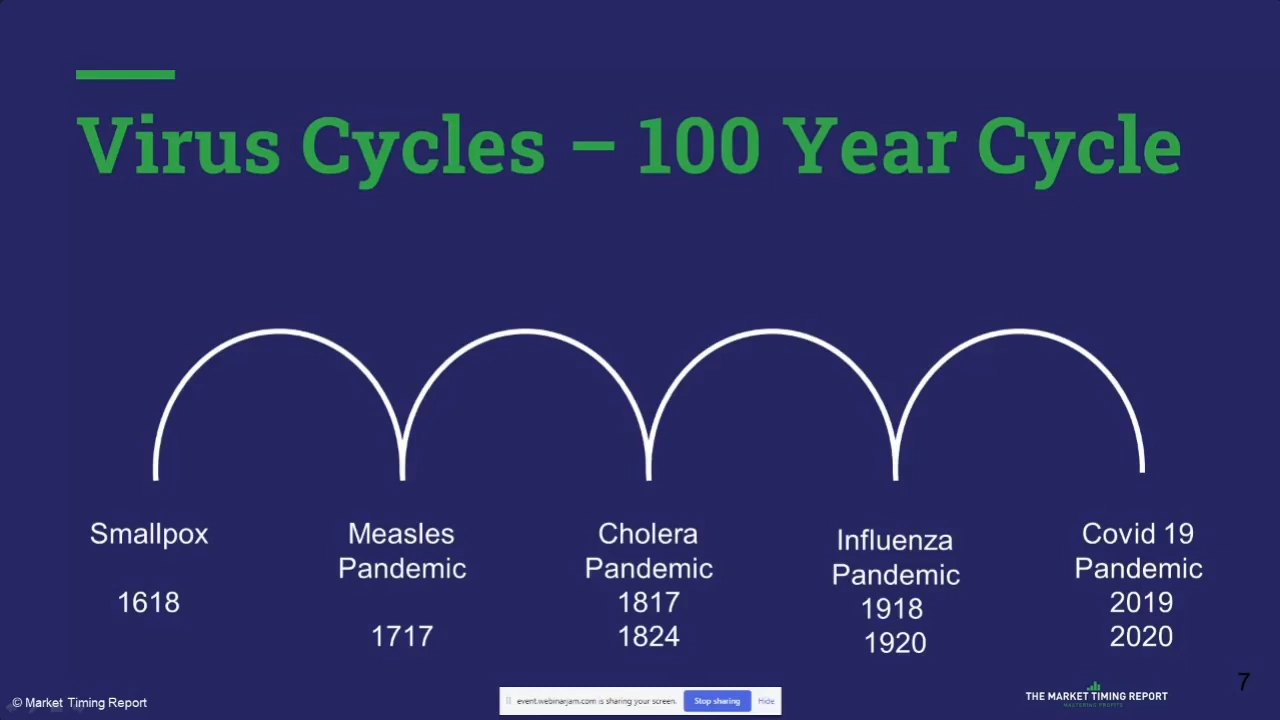 Virus Cycles – 100 Year Cycle
Smallpox
1618
Measles
Pandemic
1717
Cholera
Pandemic
1817
1824
Influenza
Pandemic
1918
1920
Covid 19
Pandemic
2019
2020
© Market Timing Report
event.webinarjam.com is sharing your screen.
Stop sharing
Hide
THE MARKET TIMING REPORT
MASTERING PROFITS
7